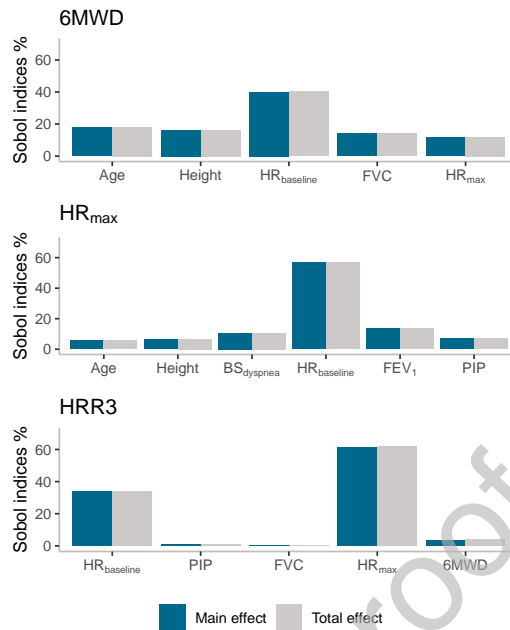 6MWD
Sobol indices %
60
40
20
0
Age Height HRbaseline FVC HRmax
HRmax
Sobol indices %
60
40
20
0
Age Height BSdyspnea HRbaseline FEV1 PIP
HRR3
Sobol indices %
60
40
20
0
HRbaseline PIP FVC HRmax 6MWD
Main effect Total effect
roof